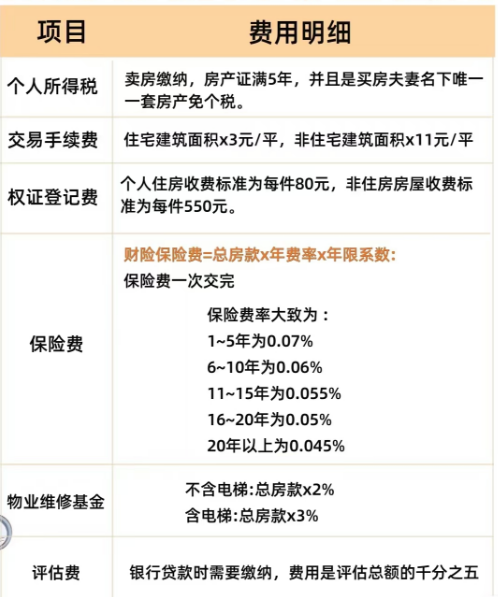 项目
费用明细
个人所得税
卖房缴纳，房产证满5年，并且是买房夫妻名下唯一
一套房产免个税。
交易手续费
住宅建筑面积x3元/平，非住宅建筑面积x11元/平
权证登记费
个人住房收费标准为每件80元，非住房房屋收费标
准为每件550元。
保险费
财险保险费=总房款x年费率x年限系数:
保险费一次交完
保险费率大致为：
1~5年为0.07%
6~10年为0.06%
11~15年为0.055%
16~20年为0.05%
20年以上为0.045%
物业维修基金
不含电梯:总房款x2%
含电梯:总房款x3%
评估费
银行贷款时需要缴纳，费用是评估总额的千分之五